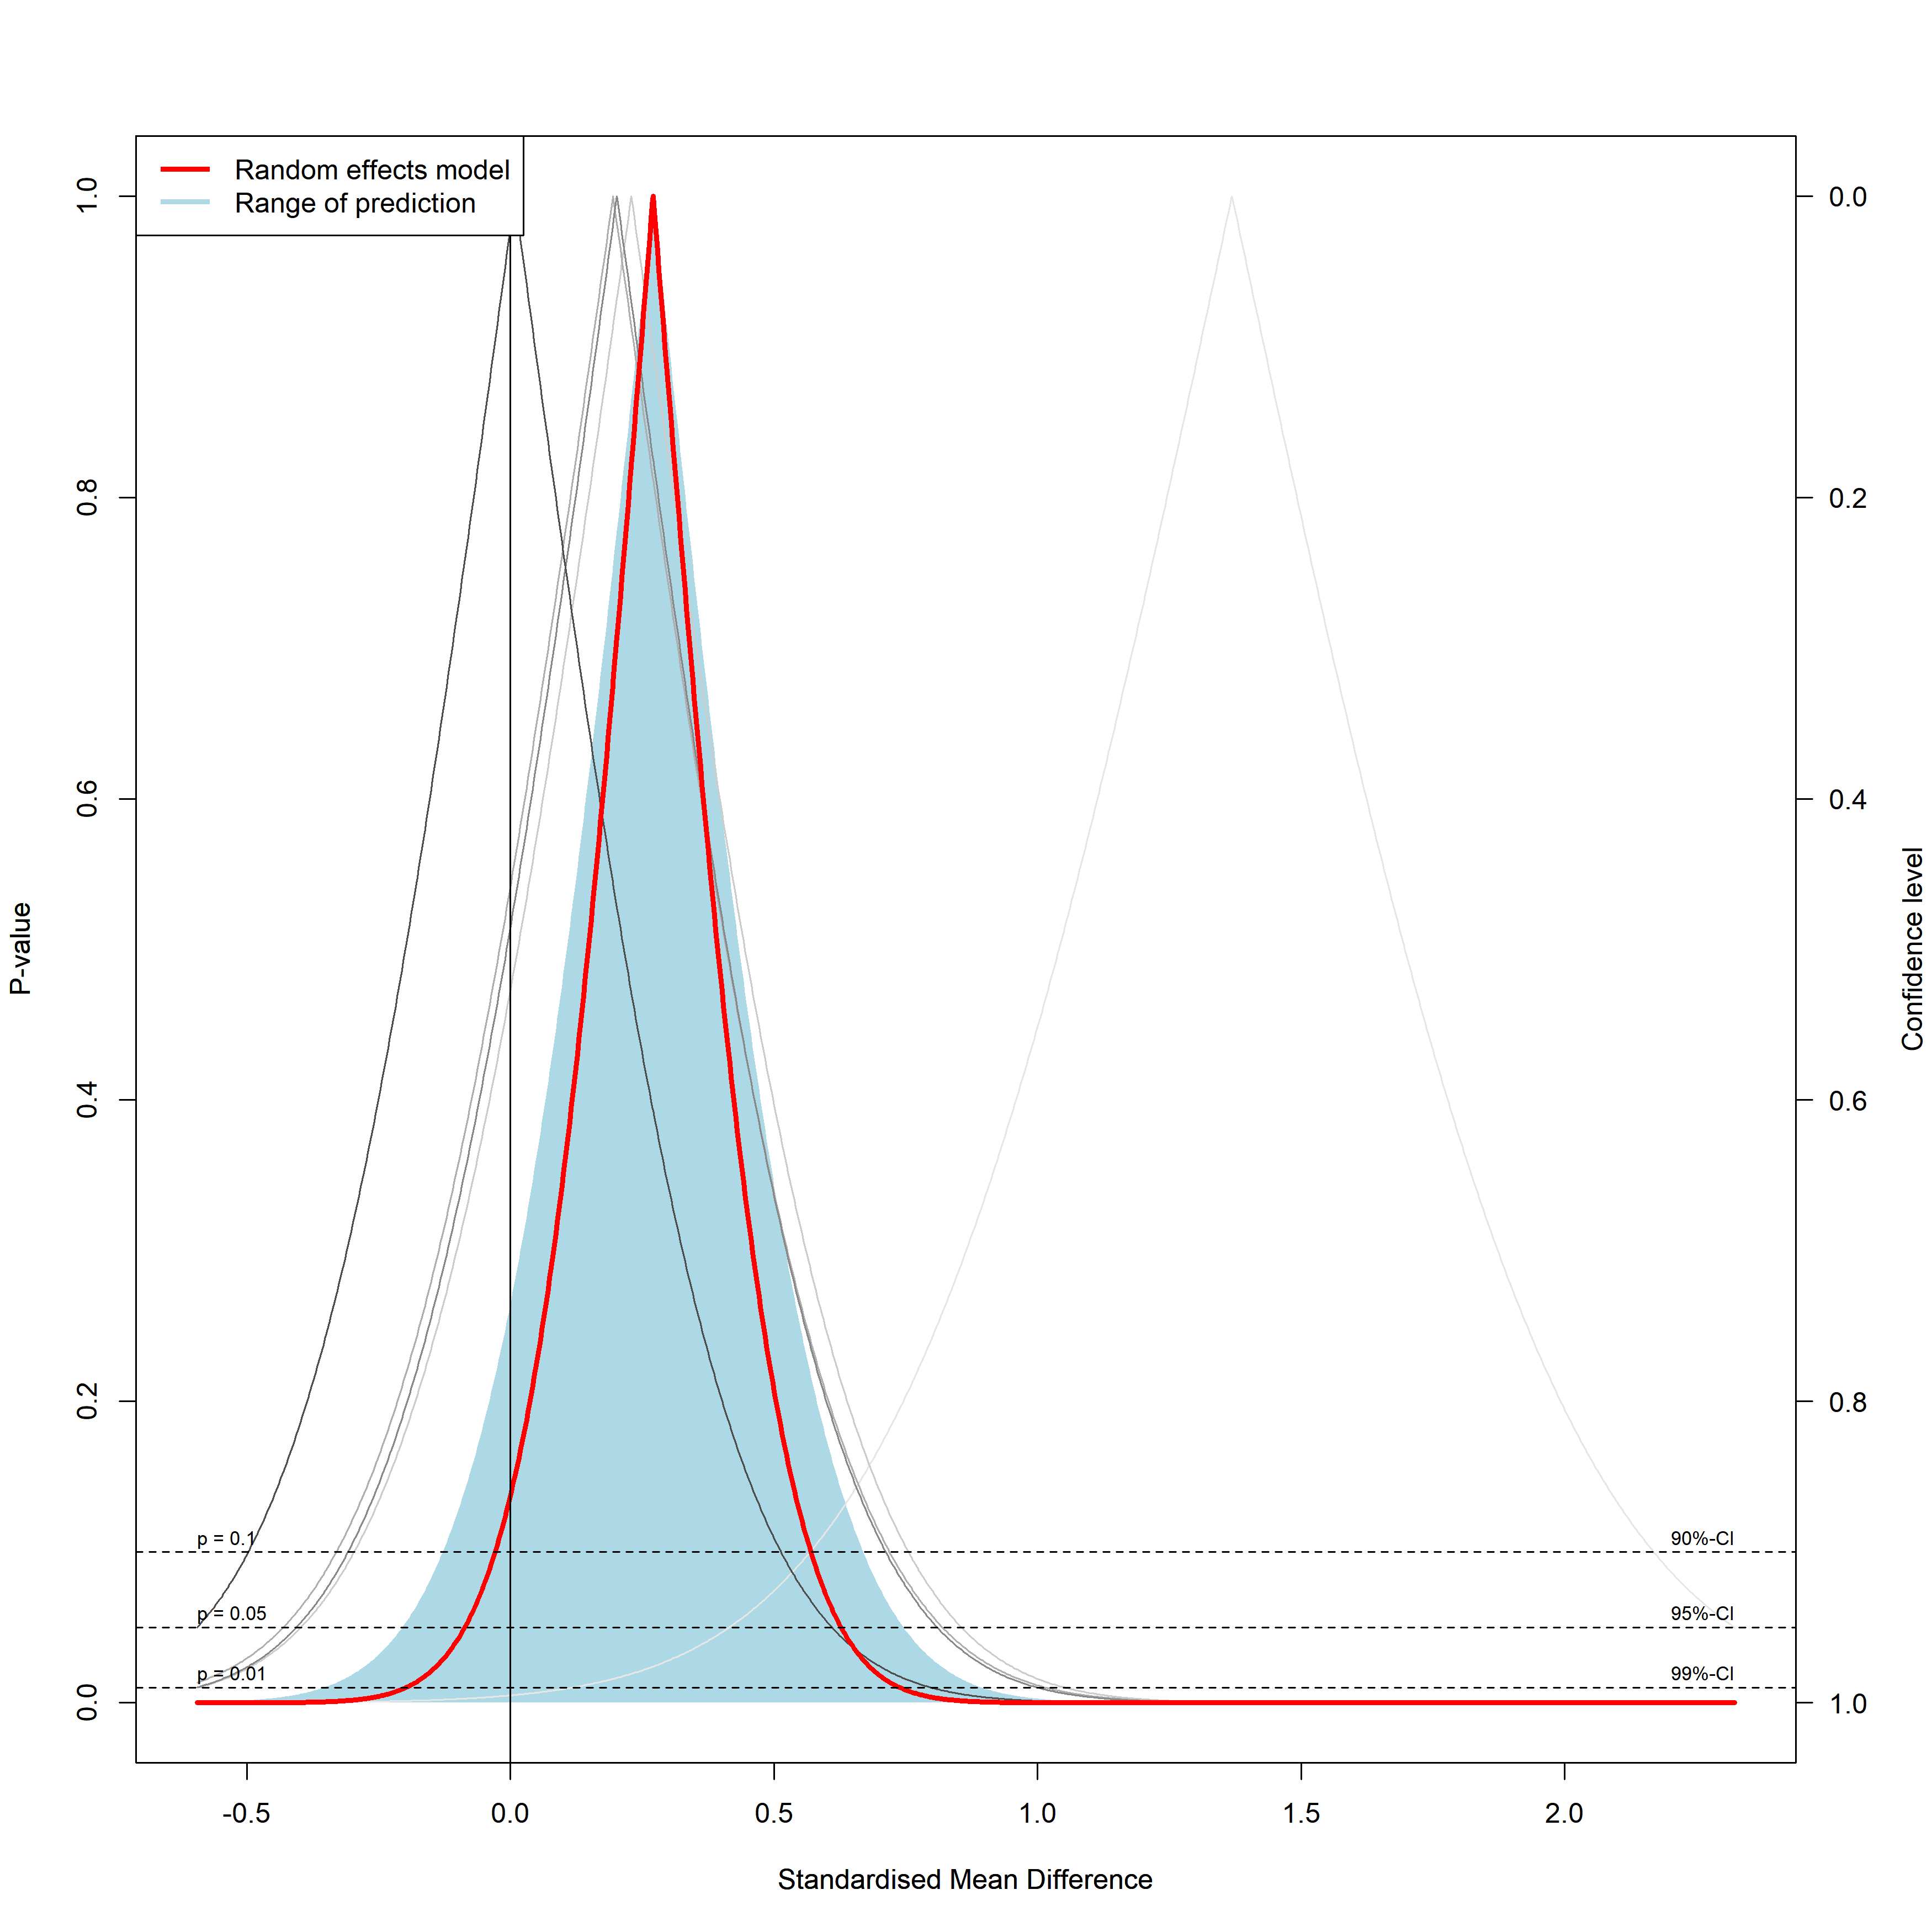 Random effects model
Range of prediction
1.0
0.8
0.6
0.4
0.2
0.0
P-value
0.0
0.2
0.4
0.6
0.8
1.0
Confidence level
p = 0.1
90%-CI
p = 0.05
95%-CI
p = 0.01
99%-CI
-0.5
0.0
0.5
1.0
1.5
2.0
Standardised Mean Difference